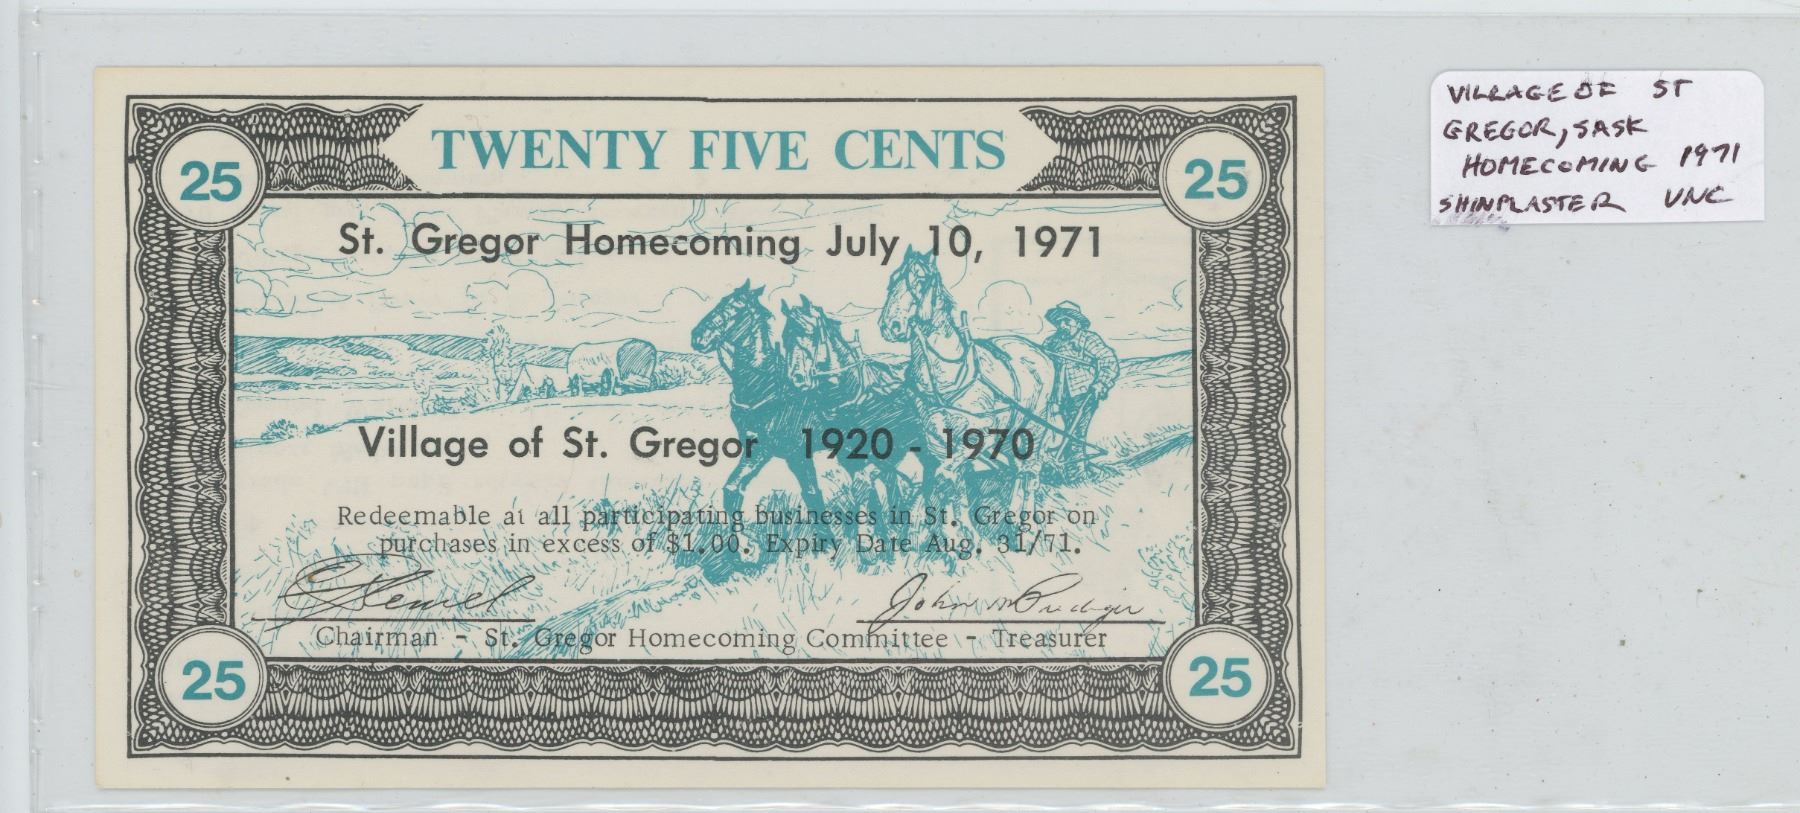 TWENTY FIVE CENTS
25 25
St. Gregor Homecoming July 10, 1971
Village of St. Gregor 1920 - 1970
Redeemable at all participating businesses in St. Gregor on
purchases in excess of $1.00. Expiry Date Aug. 31/71.
John
Chairman - St. Gregor Homecoming Committee - Treasurer
25 25
VILLAGE OF ST
GREGOR, SASK
HOMECOMING 1971
SHINPLASTER UNC